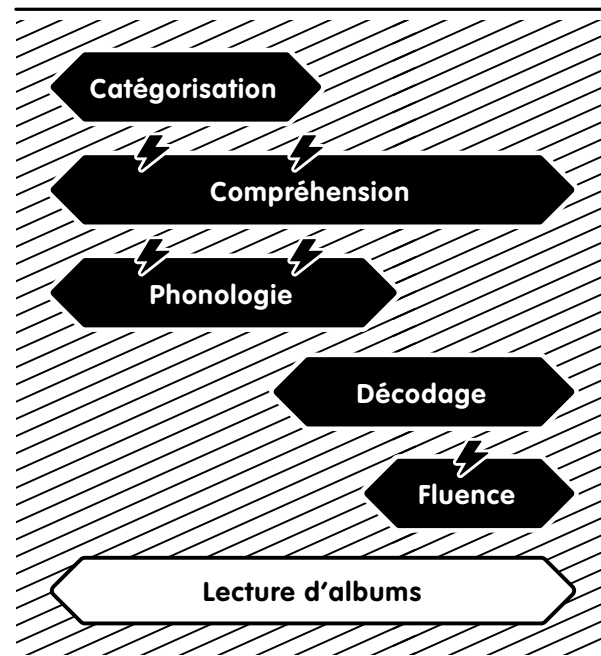 Catégorisation
Compréhension
Phonologie
Décodage
Fluence
Lecture d’albums